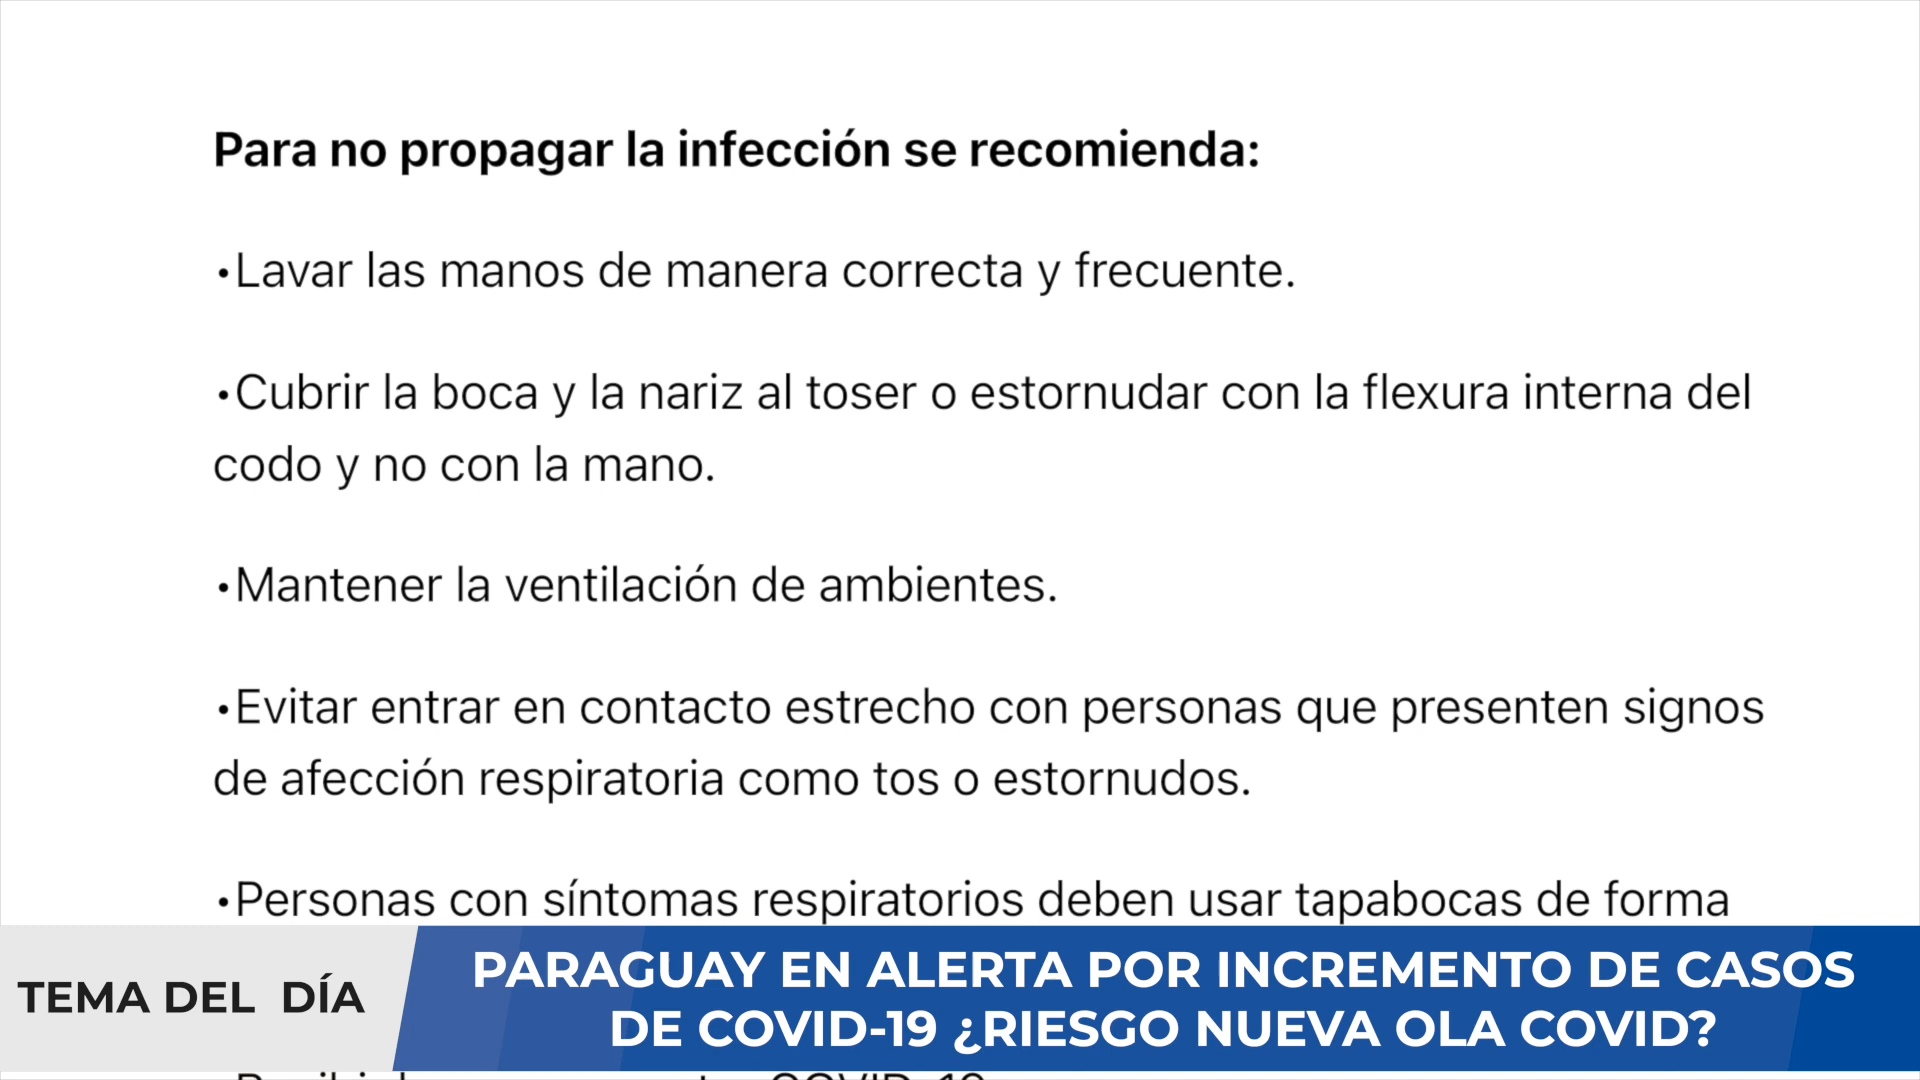 Para no propagar la infección se recomienda:
•Lavar las manos de manera correcta y frecuente.
•Cubrir la boca y la nariz al toser o estornudar con la flexura interna del
codo y no con la mano.
•Mantener la ventilación de ambientes.
•Evitar entrar en contacto estrecho con personas que presenten signos
de afección respiratoria como tos o estornudos.
•Personas con síntomas respiratorios deben usar tapabocas de forma
TEMA DEL DÍA
PARAGUAY EN ALERTA POR INCREMENTO DE CASOS
DE COVID-19 ¿RIESGO NUEVA OLA COVID?